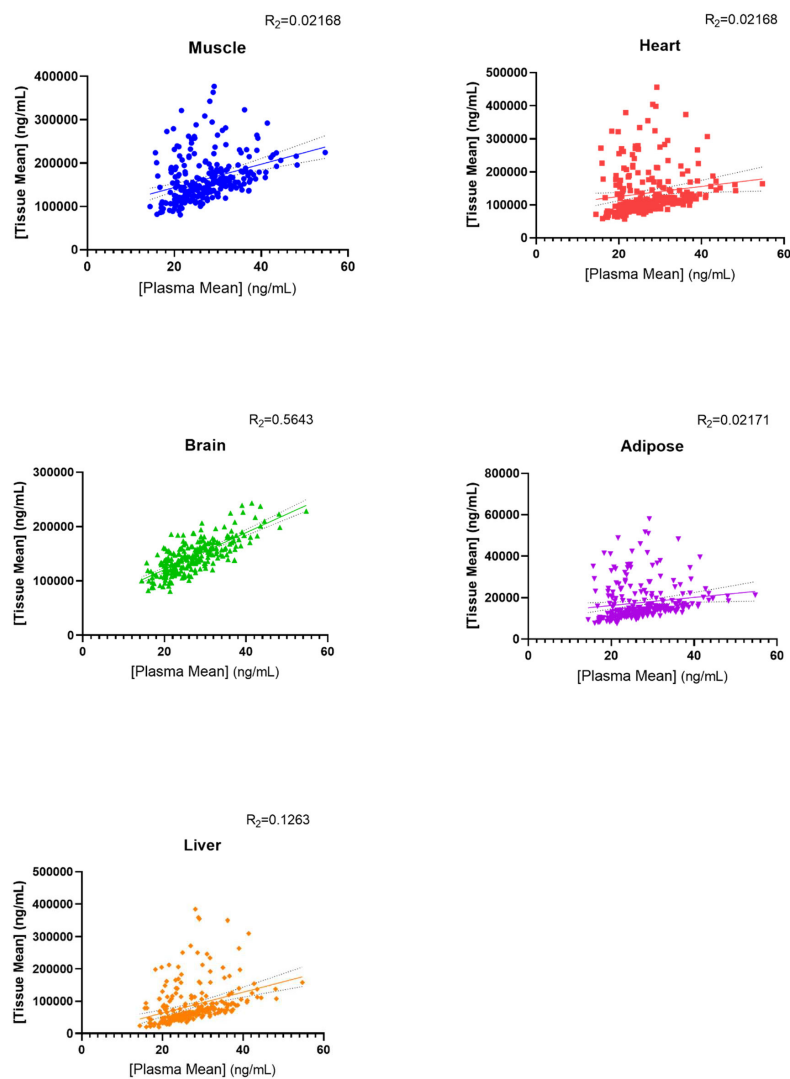 R₂=0.02168
Muscle
400000
300000
200000
100000
0
0 20 40 60
[Tissue Mean] (ng/mL)
[Plasma Mean] (ng/mL)
R₂=0.02168
Heart
500000
400000
300000
200000
100000
0
0 20 40 60
[Tissue Mean] (ng/mL)
[Plasma Mean] (ng/mL)
R₂=0.5643
Brain
300000
200000
100000
0
0 20 40 60
[Tissue Mean] (ng/mL)
[Plasma Mean] (ng/mL)
R₂=0.02171
Adipose
80000
60000
40000
20000
0
0 20 40 60
[Tissue Mean] (ng/mL)
[Plasma Mean] (ng/mL)
R₂=0.1263
Liver
500000
400000
300000
200000
100000
0
0 20 40 60
[Tissue Mean] (ng/mL)
[Plasma Mean] (ng/mL)